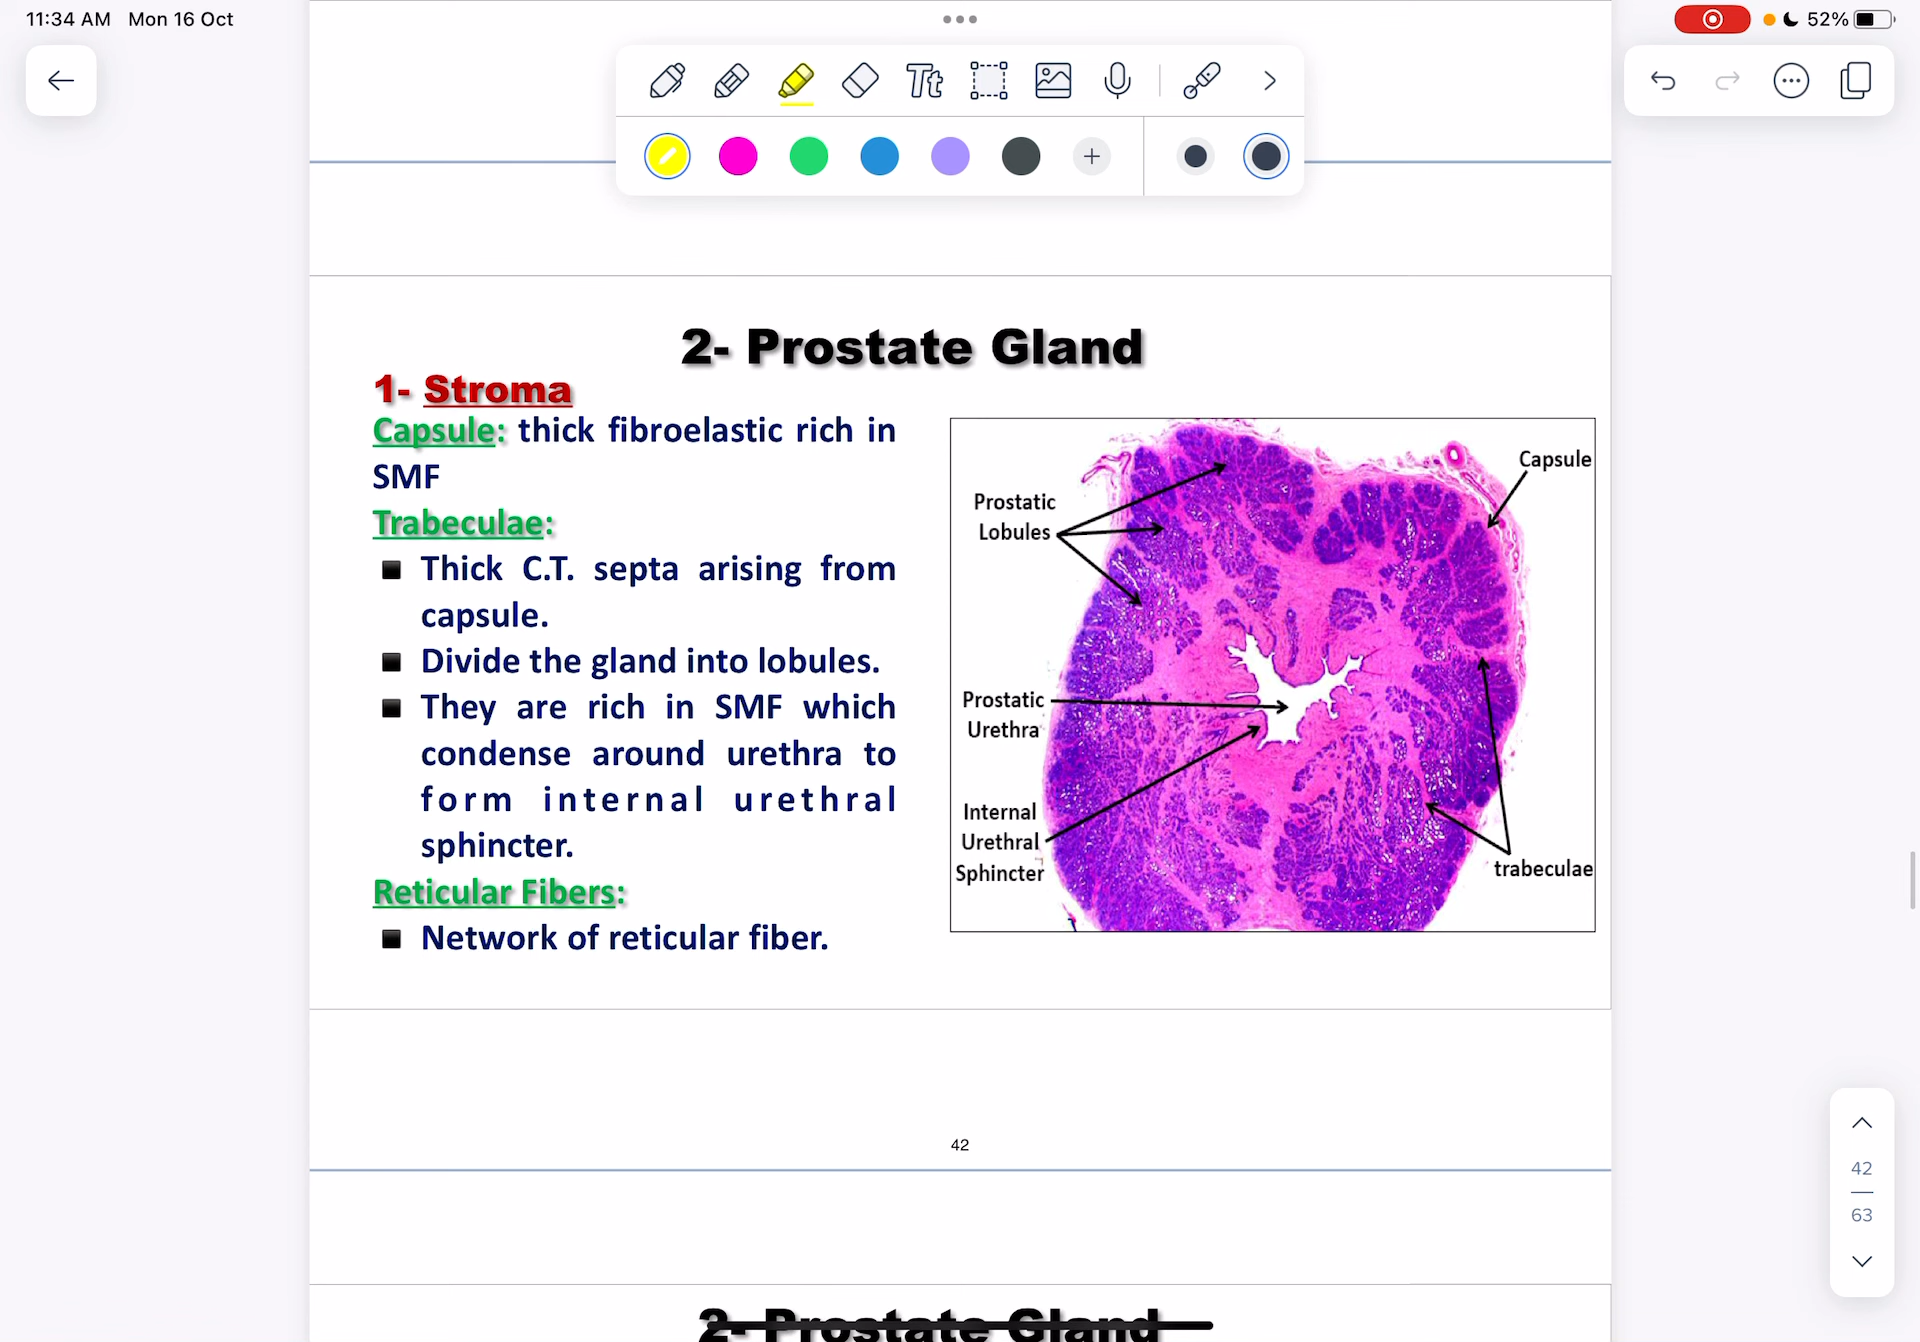 11:34 AM Mon 16 Oct
52%
Tt
2- Prostate Gland
1- Stroma
Capsule: thick fibroelastic rich in
SMF
Trabeculae:
Thick C.T. septa arising from
capsule.
Divide the gland into lobules.
They are rich in SMF which
condense around urethra to
form internal urethral
sphincter.
Reticular Fibers:
Network of reticular fiber.
Capsule
Prostatic
Lobules
Prostatic
Urethra
Internal
Urethral
Sphincter
trabeculae
42
42
63
2- Prostate Gland